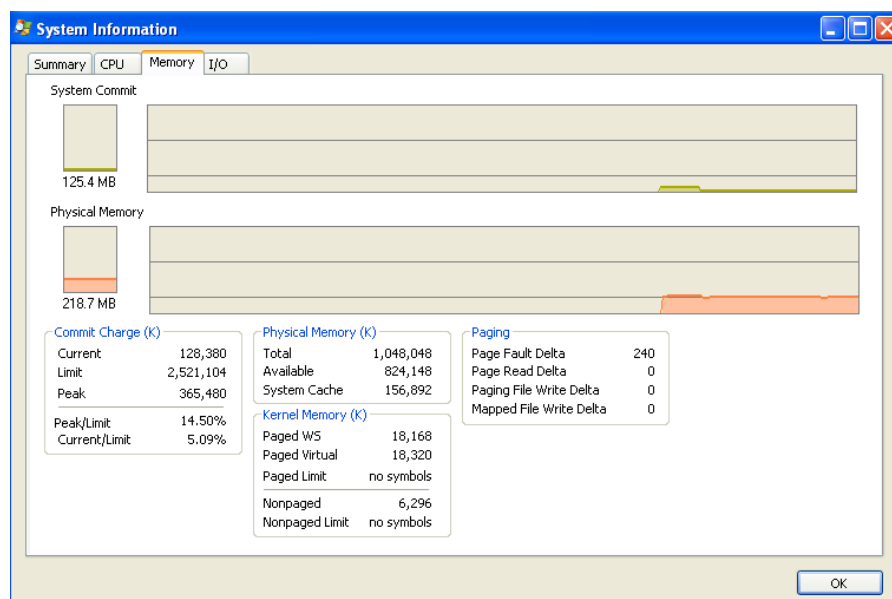 System Information
Summary CPU Memory I/O
System Commit
125.4 MB
Physical Memory
218.7 MB
Commit Charge (K)
Current 128,380
Limit 2,521,104
Peak 365,480
Peak/Limit 14.50%
Current/Limit 5.09%
Physical Memory (K)
Total 1,048,048
Available 824,148
System Cache 156,892
Kernel Memory (K)
Paged WS 18,168
Paged Virtual 18,320
Paged Limit no symbols
Nonpaged 6,296
Nonpaged Limit no symbols
Paging
Page Fault Delta 240
Page Read Delta 0
Paging File Write Delta 0
Mapped File Write Delta 0
OK